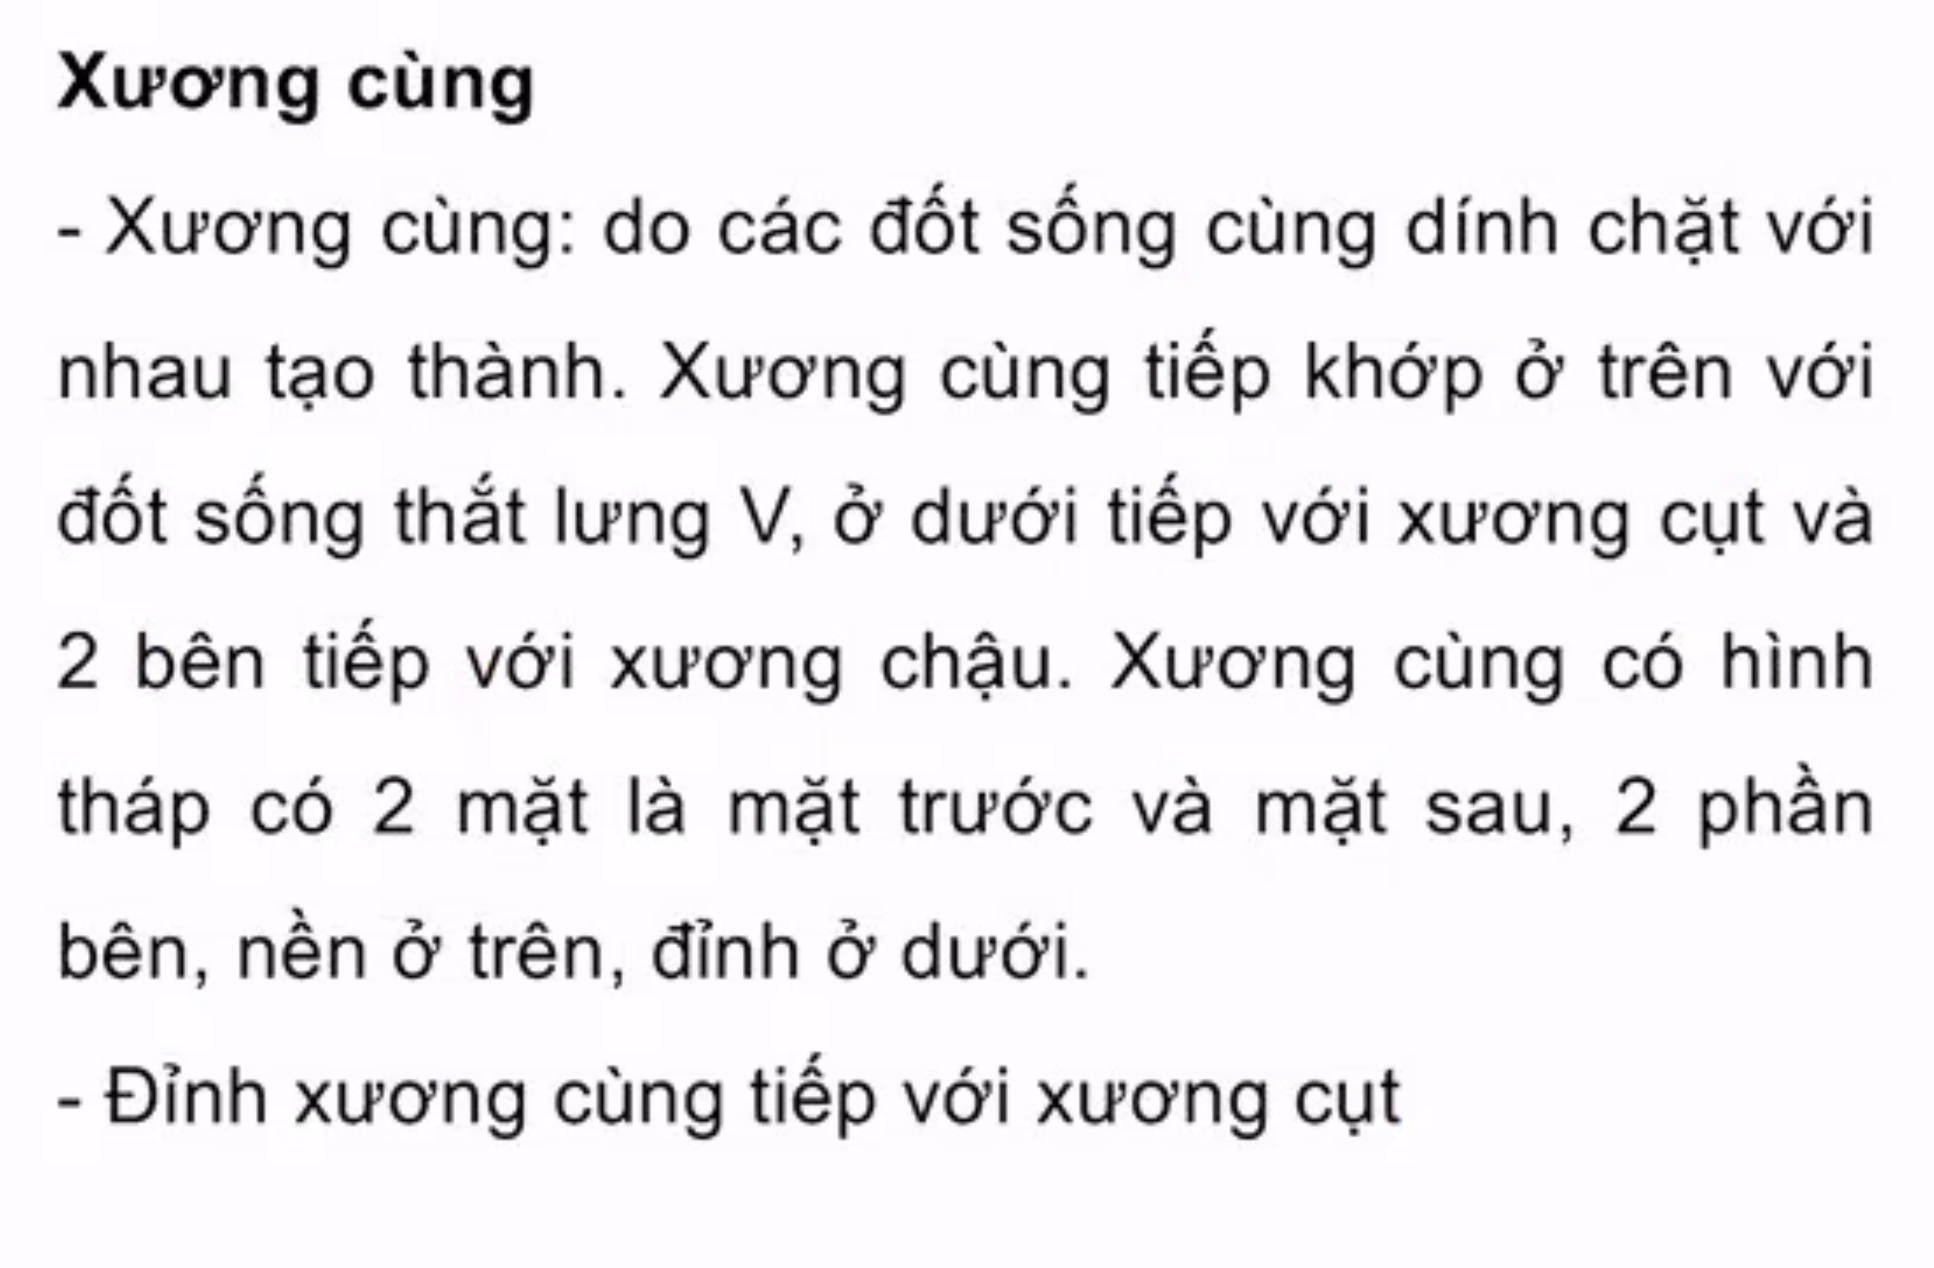 Xương cùng
- Xương cùng: do các đốt sống cùng dính chặt với
nhau tạo thành. Xương cùng tiếp khớp ở trên với
đốt sống thắt lưng V, ở dưới tiếp với xương cụt và
2 bên tiếp với xương chậu. Xương cùng có hình
tháp có 2 mặt là mặt trước và mặt sau, 2 phần
bên, nền ở trên, đỉnh ở dưới.
- Đỉnh xương cùng tiếp với xương cụt